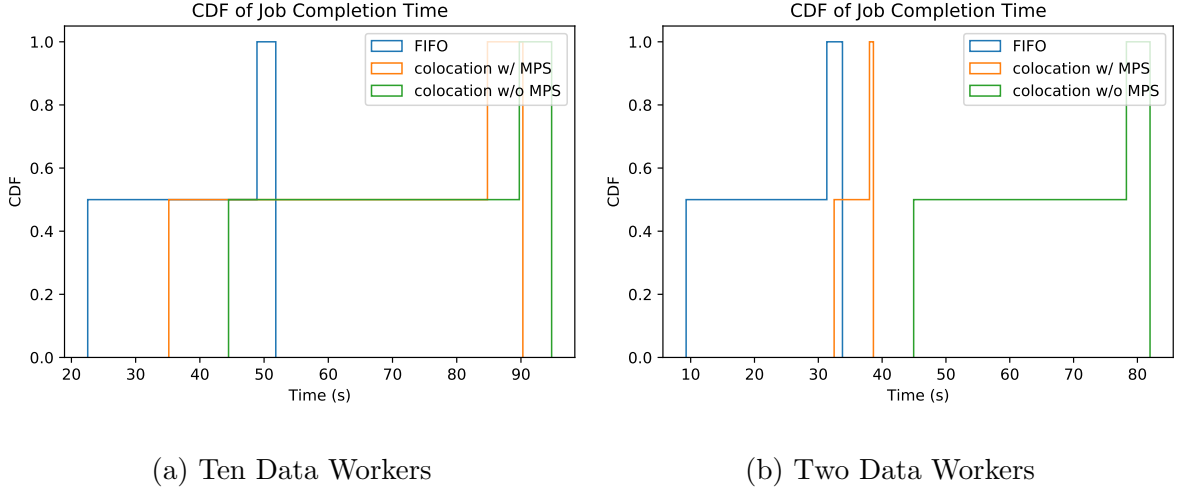 CDF of Job Completion Time
1.0
0.8
0.6
0.4
0.2
0.0
CDF
FIFO
colocation w/ MPS
colocation w/o MPS
20 30 40 50 60 70 80 90
Time (s)
(a) Ten Data Workers
CDF of Job Completion Time
1.0
0.8
0.6
0.4
0.2
0.0
CDF
FIFO
colocation w/ MPS
colocation w/o MPS
10 20 30 40 50 60 70 80
Time (s)
(b) Two Data Workers